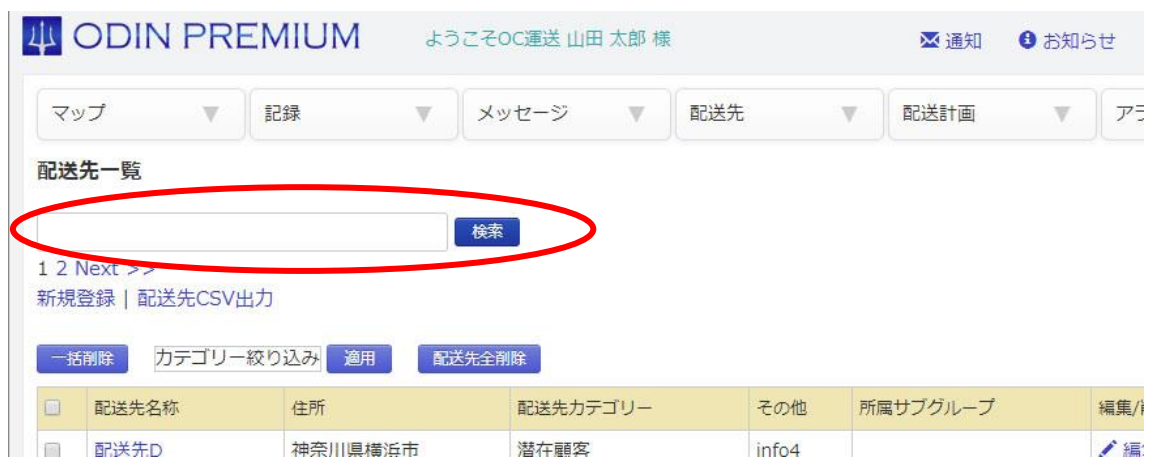 ODIN PREMIUM ようこそOC運送 山田 太郎 様 通知 お知らせ
マップ ▼ 記録 ▼ メッセージ ▼ 配送先 ▼ 配送計画 ▼ アラ
配送先一覧
検索
1 2 Next >>
新規登録 | 配送先CSV出力
一括削除 カテゴリー絞り込み 適用 配送先全削除
配送先名称 住所 配送先カテゴリー その他 所属サブグループ 編集/
配送先D 神奈川県横浜市 潜在顧客 info4 編